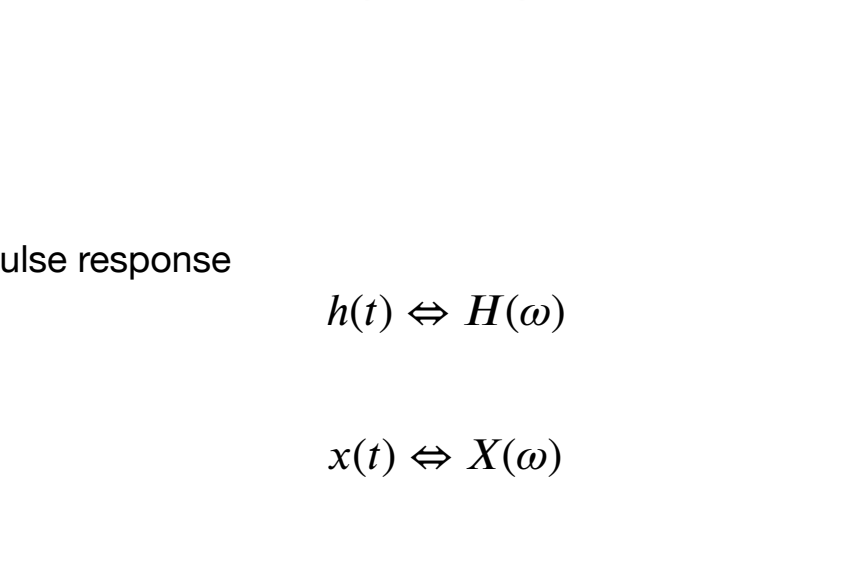 ulse response
h(t) ⇔ H(ω)
x(t) ⇔ X(ω)